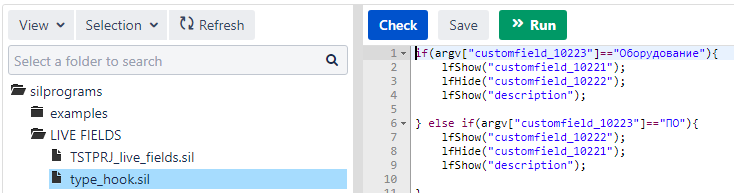 View Selection Refresh
Select a folder to search
silprograms
examples
LIVE FIELDS
TSTPRJ_live_fields.sil
type_hook.sil
Check Save Run
1 if(argv["customfield_10223"]=="Оборудование"){
2 lfShow("customfield_10221");
3 lfHide("customfield_10222");
4 lfShow("description");
5
6 } else if(argv["customfield_10223"]=="ПО"){
7 lfShow("customfield_10222");
8 lfHide("customfield_10221");
9 lfShow("description");
10
11 }